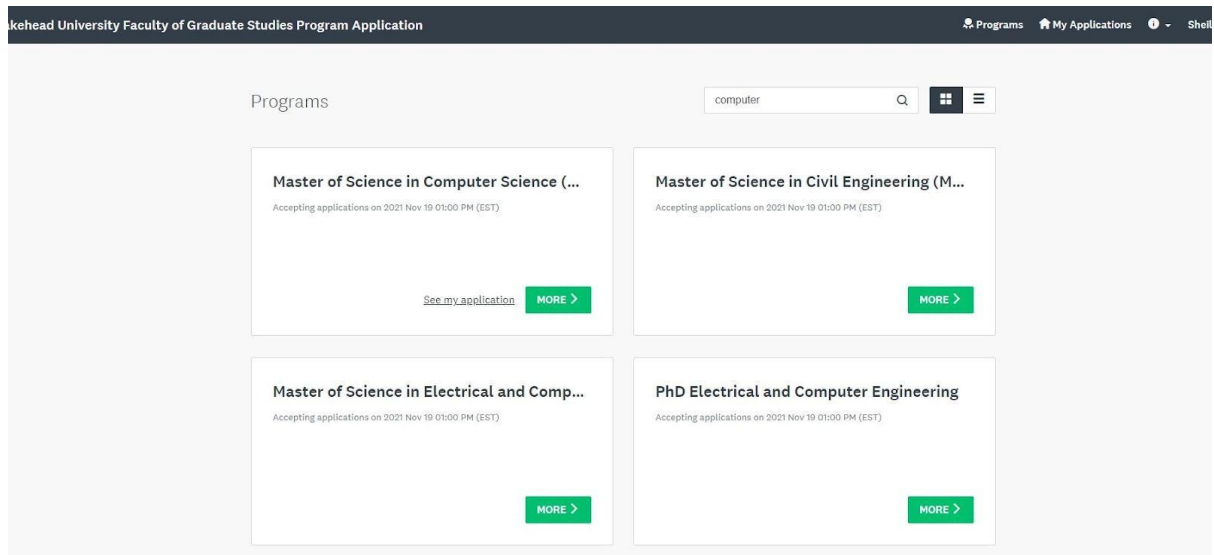 kehead University Faculty of Graduate Studies Program Application
Programs My Applications Sheil
Programs
computer
Master of Science in Computer Science (...
Accepting applications on 2021 Nov 19 01:00 PM (EST)
See my application MORE
Master of Science in Civil Engineering (M...
Accepting applications on 2021 Nov 19 01:00 PM (EST)
MORE
Master of Science in Electrical and Comp...
Accepting applications on 2021 Nov 19 01:00 PM (EST)
MORE
PhD Electrical and Computer Engineering
Accepting applications on 2021 Nov 19 01:00 PM (EST)
MORE